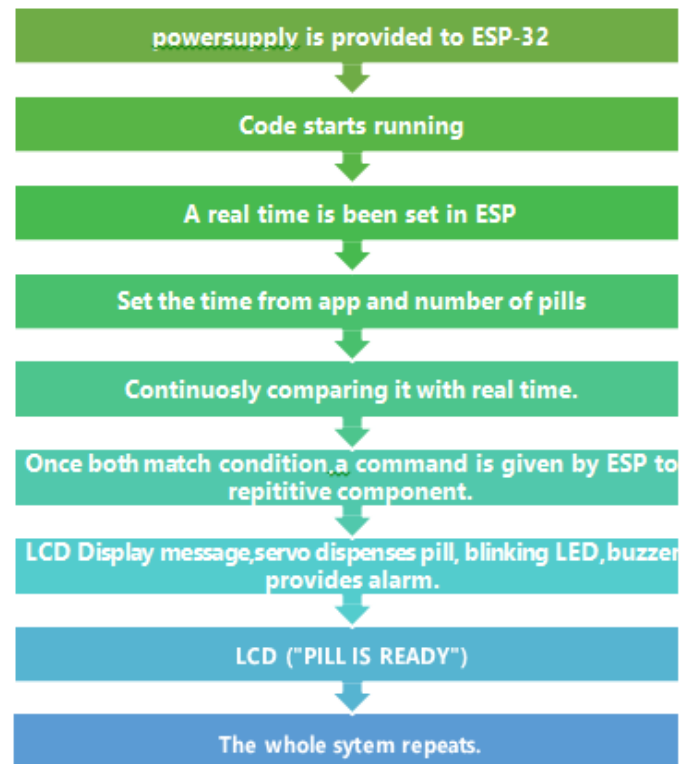 powersupply is provided to ESP-32
Code starts running
A real time is been set in ESP
Set the time from app and number of pills
Continuosly comparing it with real time.
Once both match condition,a command is given by ESP to
repititive component.
LCD Display message,servo dispenses pill, blinking LED,buzzer
provides alarm.
LCD ("PILL IS READY")
The whole sytem repeats.